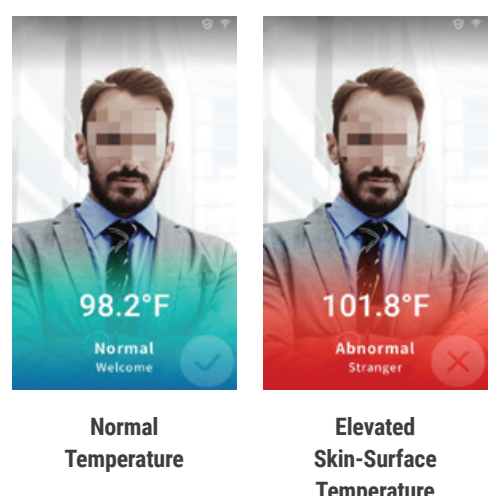 98.2°F
Normal
Welcome
Normal
Temperature
101.8°F
Abnormal
Stranger
Elevated
Skin-Surface
Temperature